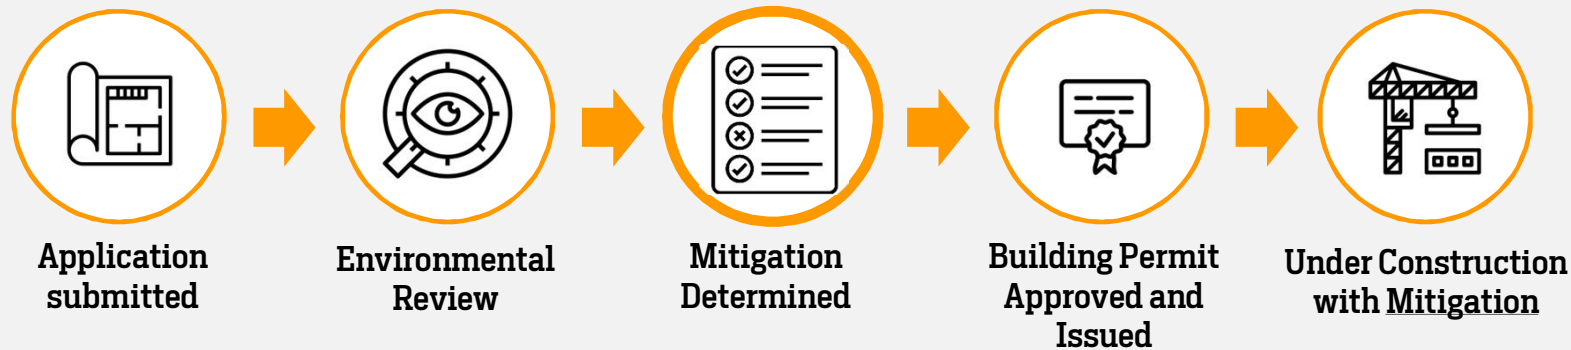 Application
submitted
Environmental
Review
Mitigation
Determined
Building Permit
Approved and
Issued
Under Construction
with Mitigation